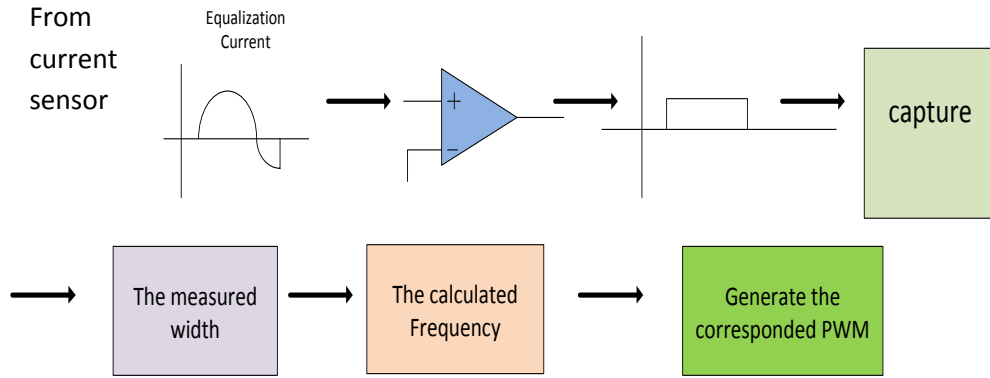 From
current
sensor
Equalization
Current
+
−
capture
The measured
width
The calculated
Frequency
Generate the
corresponded PWM